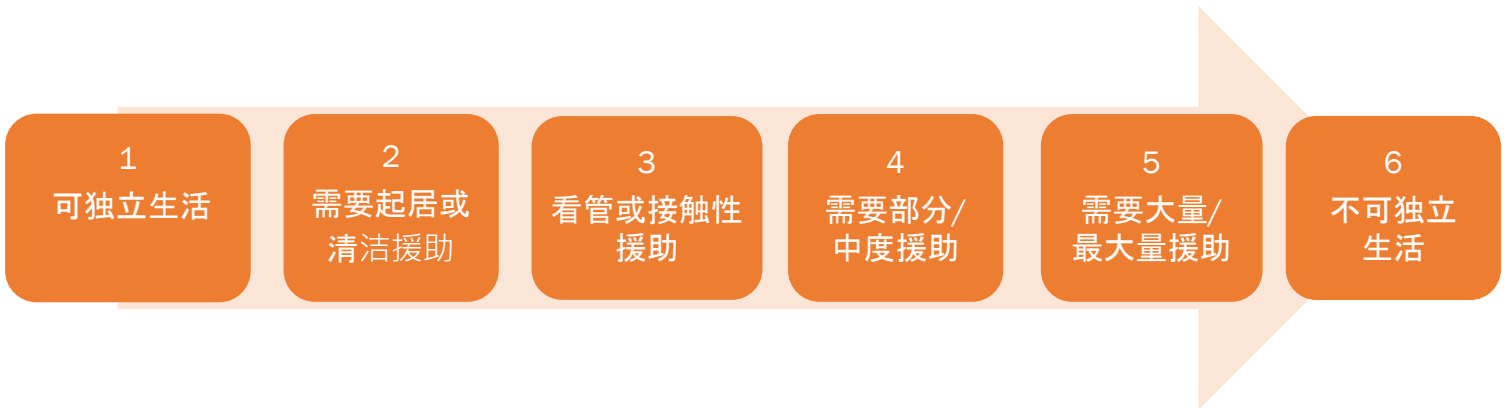 1
可独立生活
2
需要起居或
清洁援助
3
看管或接触性
援助
4
需要部分/
中度援助
5
需要大量/
最大量援助
6
不可独立
生活